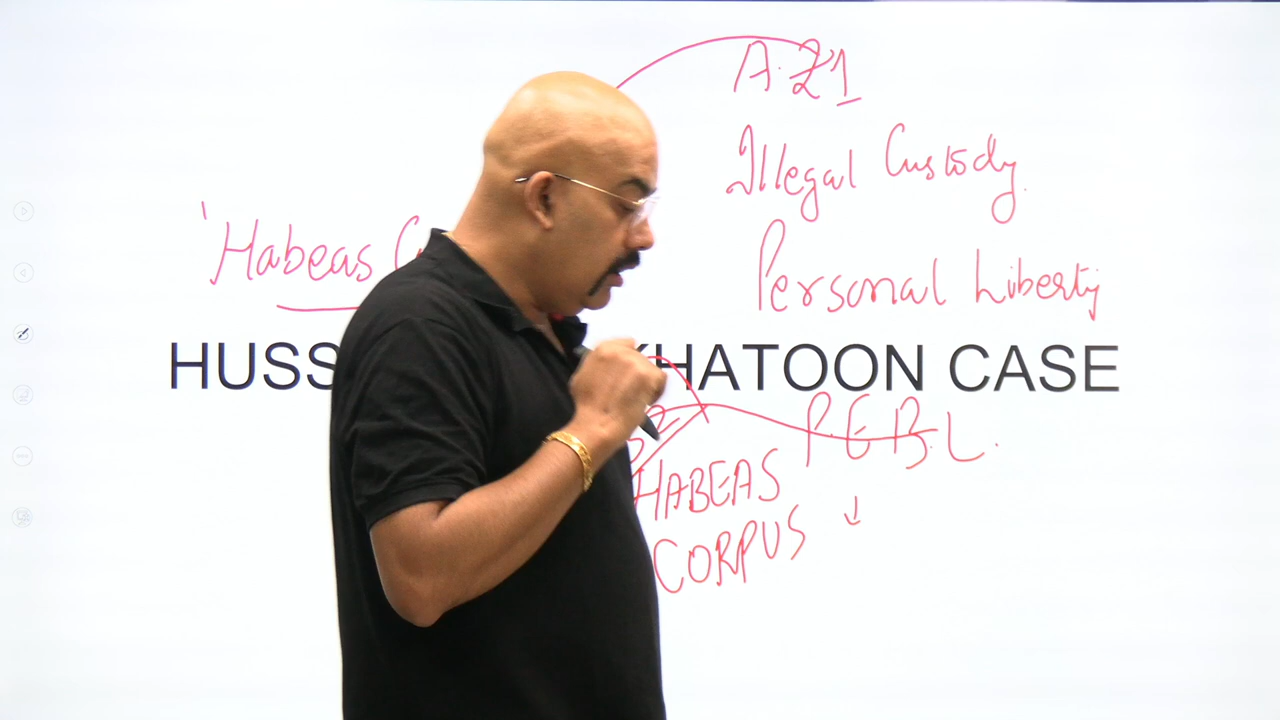 A. 21
Illegal Custody
'Habeas
Personal Liberty
HUSS KHATOON CASE
P.E.B.L.
HABEAS
CORPUS